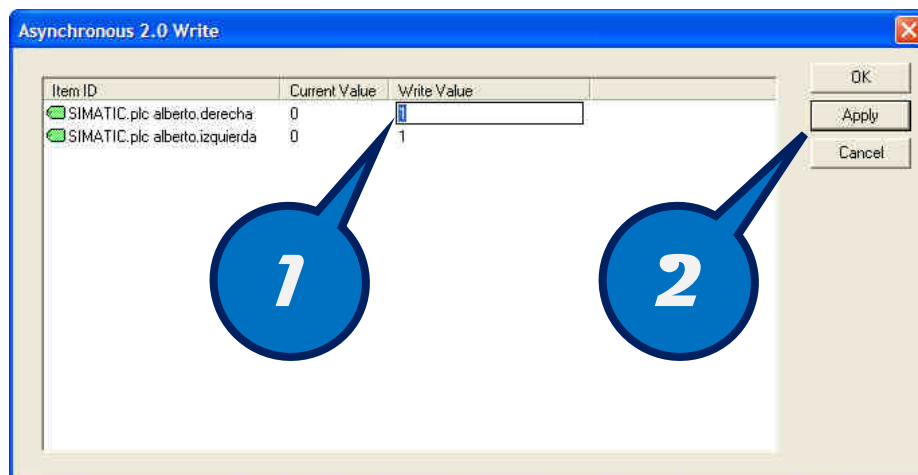 Asynchronous 2.0 Write
Item ID Current Value Write Value
SIMATIC.plc alberto.derecha 0 1
SIMATIC.plc alberto.izquierda 0 1
OK
Apply
Cancel
1
2